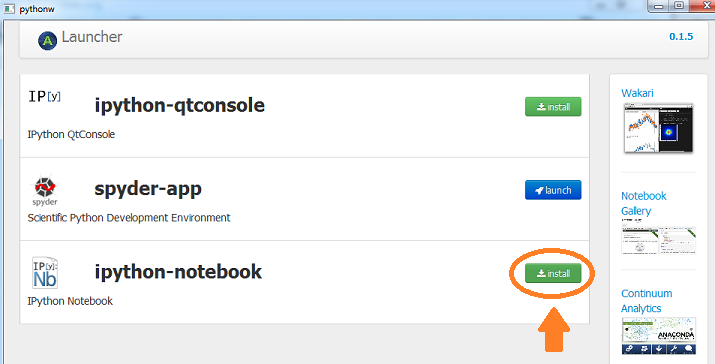 pythonw
A Launcher
0.1.5
IP[y]
ipython-qtconsole
install
IPython QtConsole
spyder
spyder-app
launch
Scientific Python Development Environment
IP[y]:
Nb
ipython-notebook
install
IPython Notebook
Wakari
Notebook
Gallery
Continuum
Analytics
ANACONDA